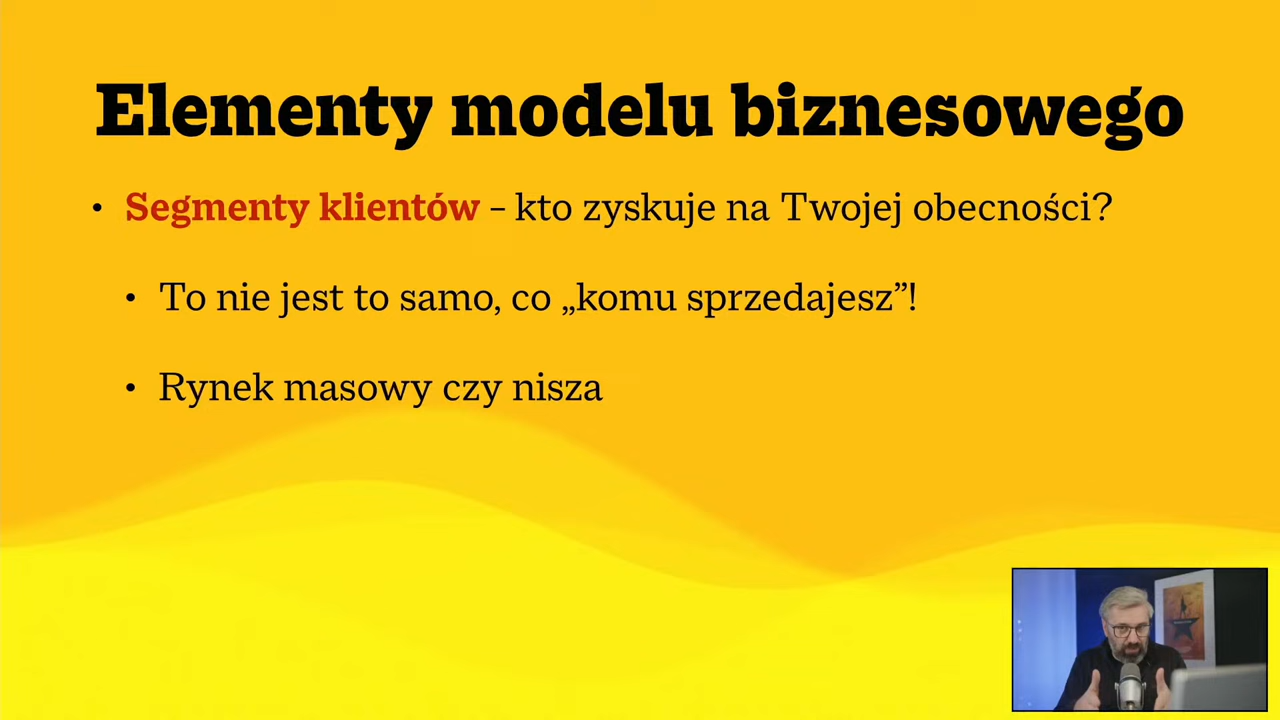 Elementy modelu biznesowego
• Segmenty klientów – kto zyskuje na Twojej obecności?
• To nie jest to samo, co „komu sprzedajesz”!
• Rynek masowy czy nisza